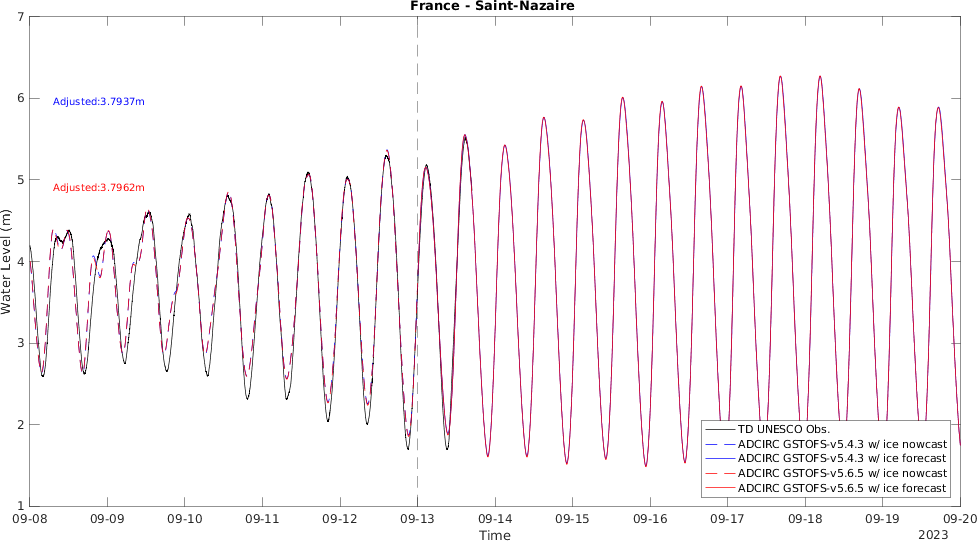 France - Saint-Nazaire
7
6
5
4
3
2
1
Water Level (m)
Adjusted:3.7937m
Adjusted:3.7962m
TD UNESCO Obs.
ADCIRC GSTOFS-v5.4.3 w/ ice nowcast
ADCIRC GSTOFS-v5.4.3 w/ ice forecast
ADCIRC GSTOFS-v5.6.5 w/ ice nowcast
ADCIRC GSTOFS-v5.6.5 w/ ice forecast
09-08 09-09 09-10 09-11 09-12 09-13 09-14 09-15 09-16 09-17 09-18 09-19 09-20
Time
2023